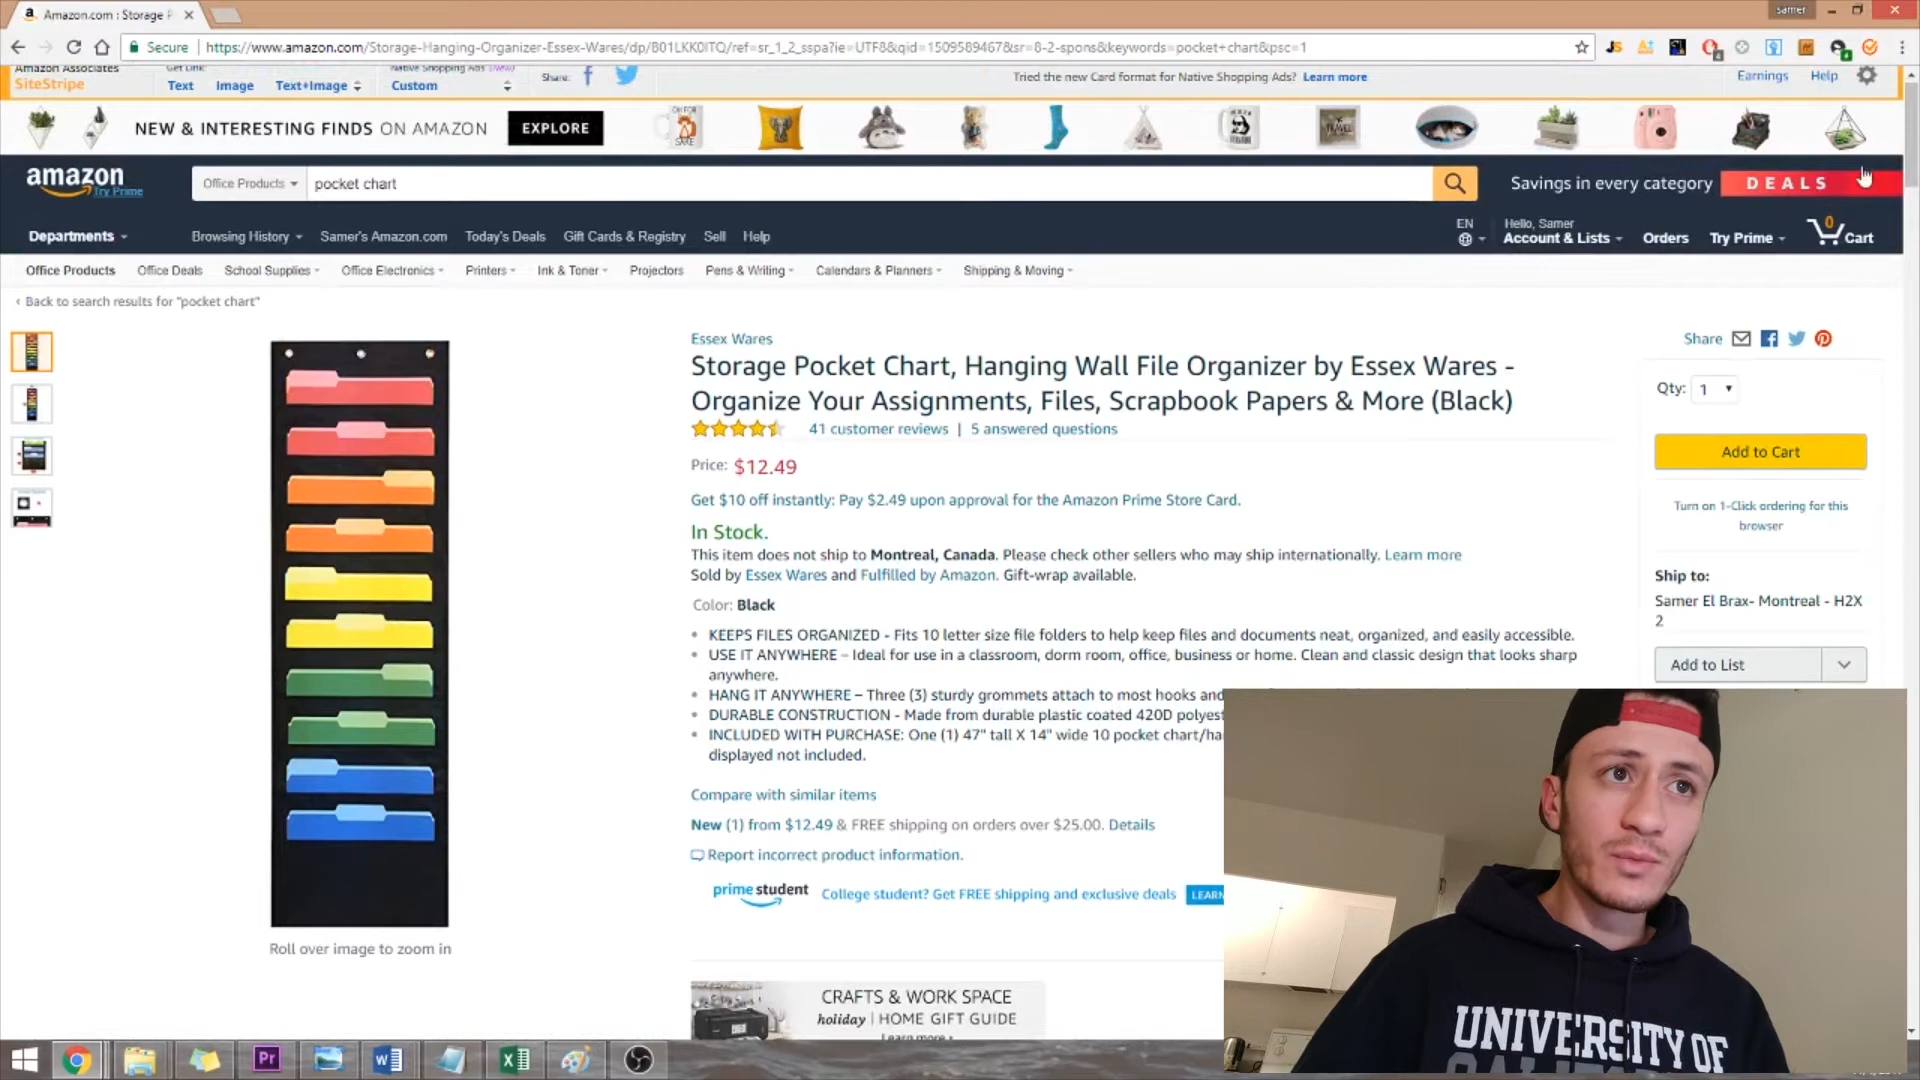 Amazon.com : Storage P
samer
Secure
https://www.amazon.com/Storage-Hanging-Organizer-Essex-Wares/dp/B01LKK0ITQ/ref=sr_1_2_sspa?ie=UTF8&qid=1509589467&sr=8-2-spons&keywords=pocket+chart&psc=1
Amazon Associates
SiteStripe
Get Link:
Text
Image
Text+Image
Native Shopping Ads (New)
Custom
Share:
Tried the new Card format for Native Shopping Ads? Learn more
Earnings
Help
NEW & INTERESTING FINDS ON AMAZON
EXPLORE
amazon
Try Prime
Office Products
pocket chart
Savings in every category
DEALS
Departments
Browsing History
Samer's Amazon.com
Today's Deals
Gift Cards & Registry
Sell
Help
EN
Hello, Samer
Account & Lists
Orders
Try Prime
0
Cart
Office Products
Office Deals
School Supplies
Office Electronics
Printers
Ink & Toner
Projectors
Pens & Writing
Calendars & Planners
Shipping & Moving
‹ Back to search results for "pocket chart"
Essex Wares
Storage Pocket Chart, Hanging Wall File Organizer by Essex Wares -
Organize Your Assignments, Files, Scrapbook Papers & More (Black)
41 customer reviews | 5 answered questions
Price: $12.49
Get $10 off instantly: Pay $2.49 upon approval for the Amazon Prime Store Card.
In Stock.
This item does not ship to Montreal, Canada. Please check other sellers who may ship internationally. Learn more
Sold by Essex Wares and Fulfilled by Amazon. Gift-wrap available.
Color: Black
• KEEPS FILES ORGANIZED - Fits 10 letter size file folders to help keep files and documents neat, organized, and easily accessible.
• USE IT ANYWHERE – Ideal for use in a classroom, dorm room, office, business or home. Clean and classic design that looks sharp
anywhere.
• HANG IT ANYWHERE – Three (3) sturdy grommets attach to most hooks and
• DURABLE CONSTRUCTION - Made from durable plastic coated 420D polyest
• INCLUDED WITH PURCHASE: One (1) 47" tall X 14" wide 10 pocket chart/ha
displayed not included.
Compare with similar items
New (1) from $12.49 & FREE shipping on orders over $25.00. Details
Report incorrect product information.
prime student
College student? Get FREE shipping and exclusive deals
LEARN
Roll over image to zoom in
CRAFTS & WORK SPACE
holiday | HOME GIFT GUIDE
Learn more ›
Share
Qty: 1
Add to Cart
Turn on 1-Click ordering for this
browser
Ship to:
Samer El Brax- Montreal - H2X
2
Add to List
UNIVERSITY OF
Pr